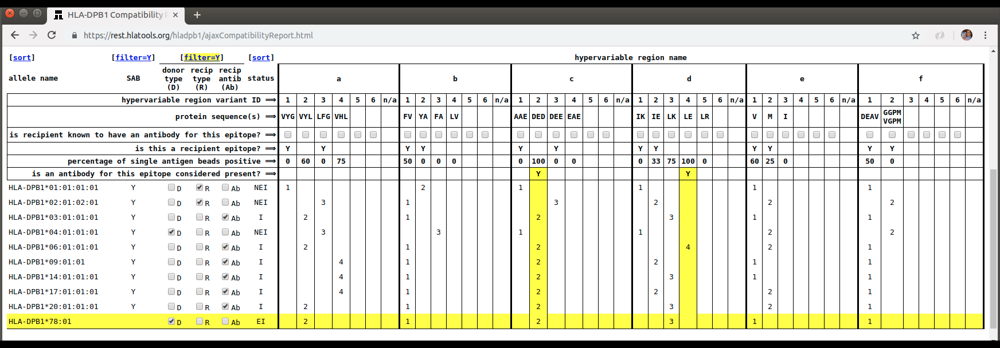 HLA-DPB1 Compatibility R
https://rest.hlatools.org/hladpb1/ajaxCompatibilityReport.html
[sort] [filter=Y] [filter=Y] [sort] hypervariable region name
allele name SAB donor type (D) recip type (R) recip antib (Ab) status a b c d e f
hypervariable region variant ID ⟹ 1 2 3 4 5 6 n/a 1 2 3 4 5 6 n/a 1 2 3 4 5 6 n/a 1 2 3 4 5 6 n/a 1 2 3 4 5 6 n/a 1 2 3 4 5 6 n/a
protein sequence(s) ⟹ VYG VYL LFG VHL FV YA FA LV AAE DED DEE EAE IK IE LK LE LR V M I DEAV GGPM VGPM
is recipient known to have an antibody for this epitope? ⟹
is this a recipient epitope? ⟹ Y Y Y Y Y Y Y Y Y Y Y Y
percentage of single antigen beads positive ⟹ 0 60 0 75 50 0 0 0 0 100 0 0 0 33 75 100 0 60 25 0 50 0
is an antibody for this epitope considered present? ⟹ Y Y
HLA-DPB1*01:01:01:01 Y D R Ab NEI 1 2 1 1 1 1
HLA-DPB1*02:01:02:01 Y D R Ab NEI 3 1 3 2 2 2
HLA-DPB1*03:01:01:01 Y D R Ab I 2 1 2 3 1 1
HLA-DPB1*04:01:01:01 Y D R Ab NEI 3 3 1 1 2 2
HLA-DPB1*06:01:01:01 Y D R Ab I 2 1 2 4 2 1
HLA-DPB1*09:01:01 Y D R Ab I 4 1 2 2 1 1
HLA-DPB1*14:01:01:01 Y D R Ab I 4 1 2 3 1 1
HLA-DPB1*17:01:01:01 Y D R Ab I 4 1 2 2 2 1
HLA-DPB1*20:01:01:01 Y D R Ab I 2 1 2 3 2 1
HLA-DPB1*78:01 D R Ab EI 2 1 2 3 1 1